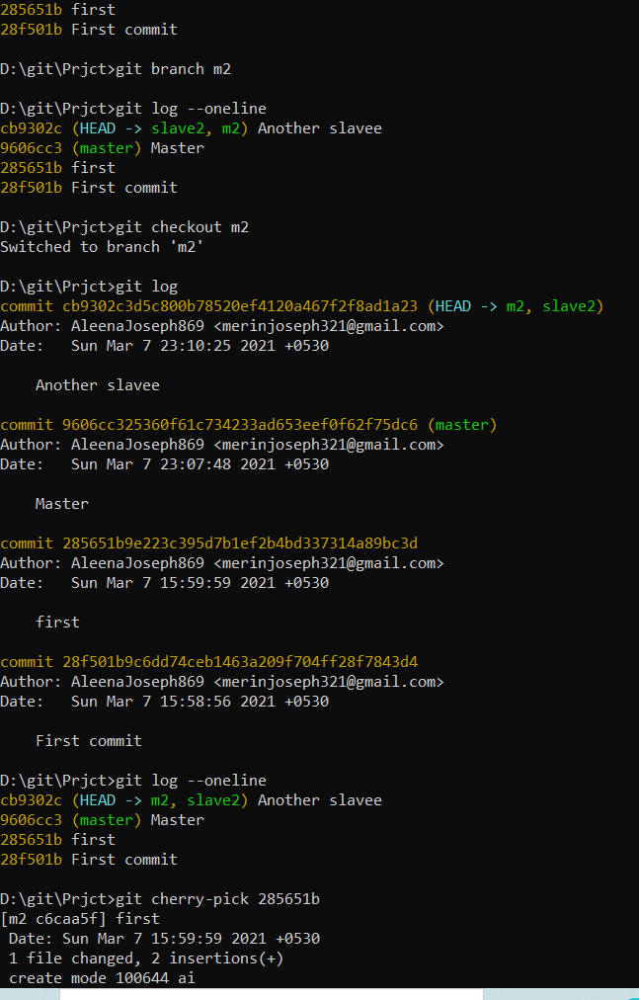 285651b first
28f501b First commit
D:\git\Prjct>git branch m2
D:\git\Prjct>git log --oneline
cb9302c (HEAD -> slave2, m2) Another slavee
9606cc3 (master) Master
285651b first
28f501b First commit
D:\git\Prjct>git checkout m2
Switched to branch 'm2'
D:\git\Prjct>git log
commit cb9302c3d5c800b78520ef4120a467f2f8ad1a23 (HEAD -> m2, slave2)
Author: AleenaJoseph869 <merinjoseph321@gmail.com>
Date:   Sun Mar 7 23:10:25 2021 +0530
    Another slavee
commit 9606cc325360f61c734233ad653eef0f62f75dc6 (master)
Author: AleenaJoseph869 <merinjoseph321@gmail.com>
Date:   Sun Mar 7 23:07:48 2021 +0530
    Master
commit 285651b9e223c395d7b1ef2b4bd337314a89bc3d
Author: AleenaJoseph869 <merinjoseph321@gmail.com>
Date:   Sun Mar 7 15:59:59 2021 +0530
    first
commit 28f501b9c6dd74ceb1463a209f704ff28f7843d4
Author: AleenaJoseph869 <merinjoseph321@gmail.com>
Date:   Sun Mar 7 15:58:56 2021 +0530
    First commit
D:\git\Prjct>git log --oneline
cb9302c (HEAD -> m2, slave2) Another slavee
9606cc3 (master) Master
285651b first
28f501b First commit
D:\git\Prjct>git cherry-pick 285651b
[m2 c6caa5f] first
 Date: Sun Mar 7 15:59:59 2021 +0530
 1 file changed, 2 insertions(+)
 create mode 100644 ai